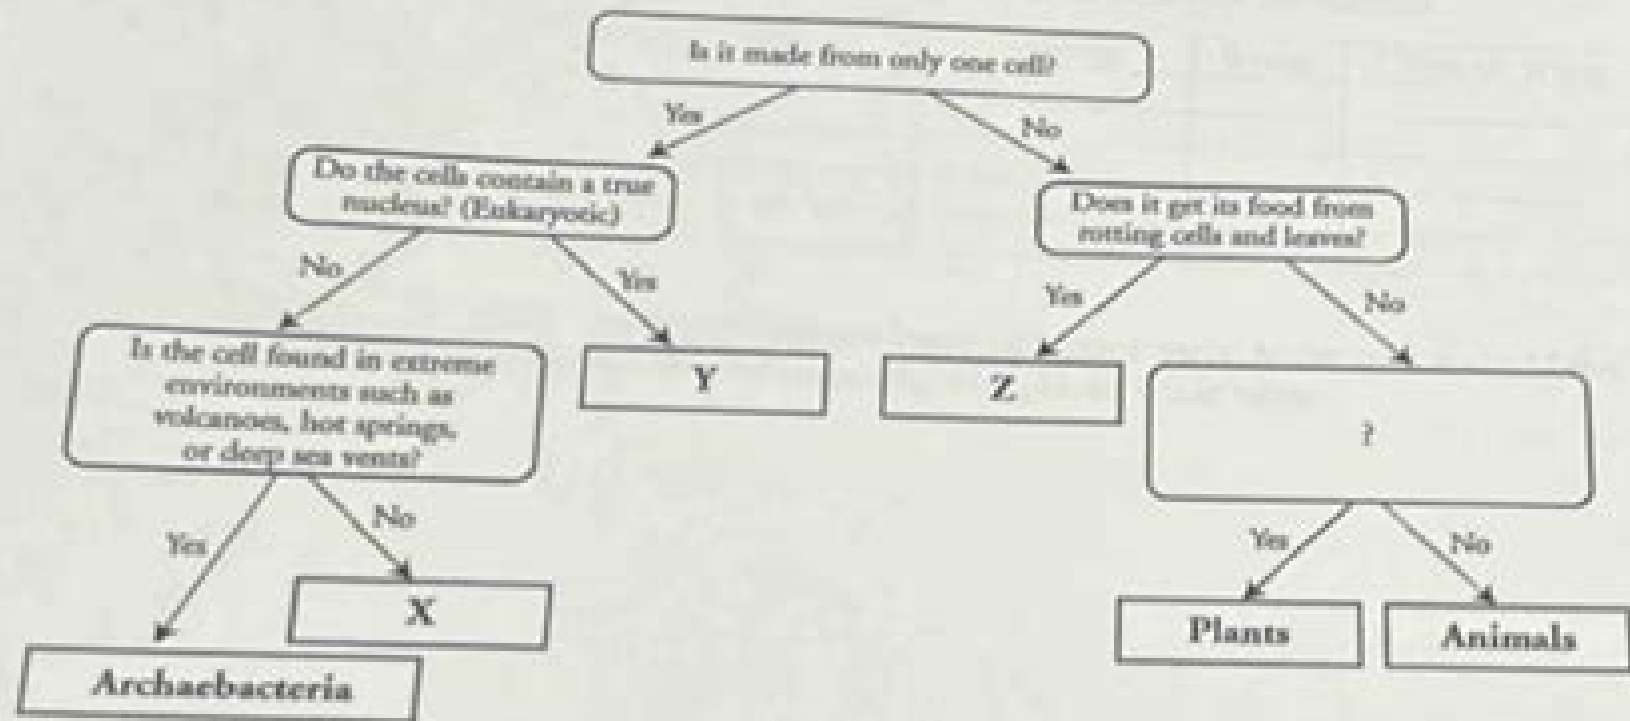 Is it made from only one cell?
Yes
No
Do the cells contain a true
nucleus? (Eukaryotic)
Does it get its food from
rotting cells and leaves?
No
Yes
Yes
No
Is the cell found in extreme
environments such as
volcanoes, hot springs,
or deep sea vents?
Y
Z
?
Yes
No
Yes
No
X
Plants
Animals
Archaebacteria